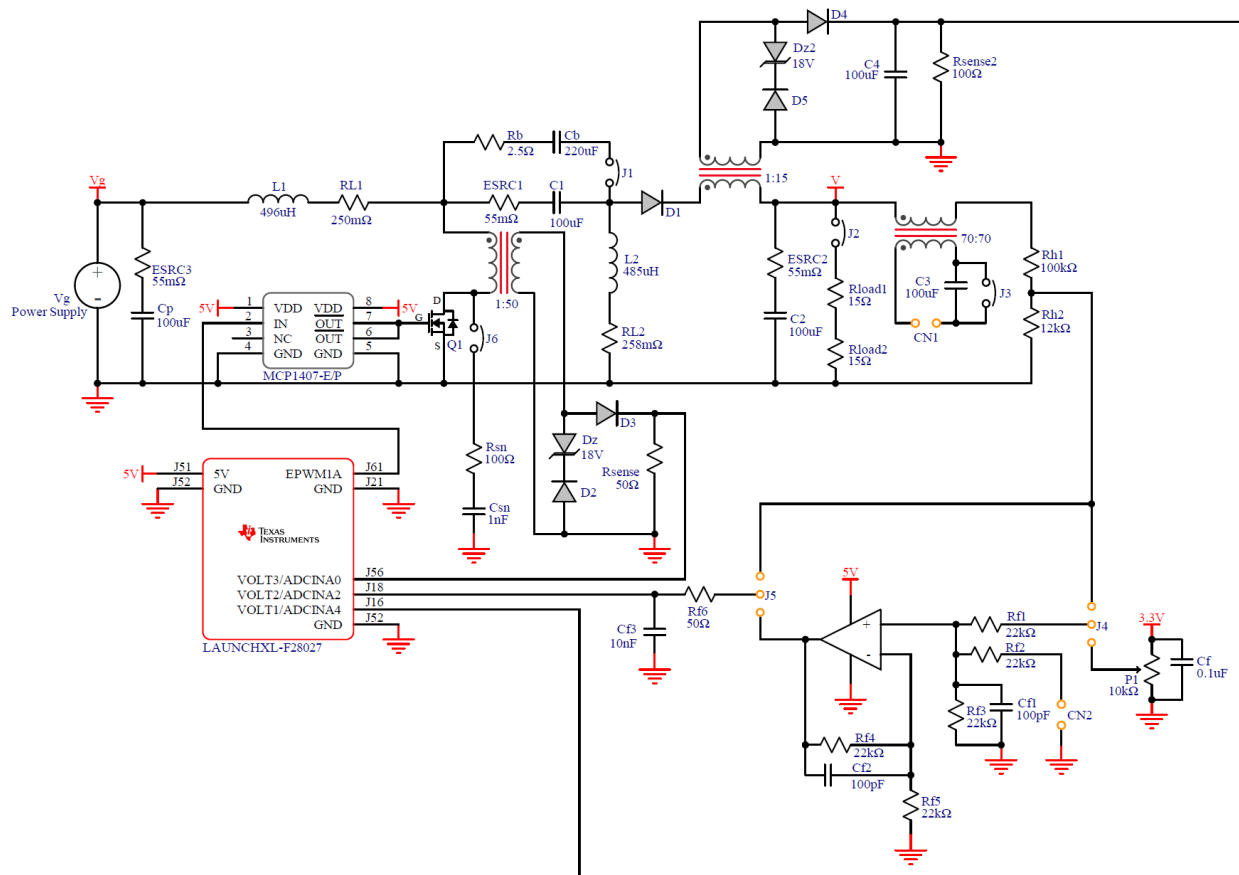 D4
Dz2
18V
C4
100uF
Rsense2
100Ω
D5
Rb
2.5Ω
Cb
220uF
J1
1:15
Vg
L1
496uH
RL1
250mΩ
ESRC1
55mΩ
C1
100uF
D1
V
J2
70:70
ESRC3
55mΩ
Vg
Power Supply
Cp
100uF
1:50
L2
485uH
RL2
258mΩ
ESRC2
55mΩ
C2
100uF
Rload1
15Ω
Rload2
15Ω
C3
100uF
J3
CN1
Rh1
100kΩ
Rh2
12kΩ
5V
1 VDD VDD 8
5V
2 IN OUT 7
3 NC OUT 6
4 GND GND 5
MCP1407-E/P
D
G
S
Q1
J6
D3
Dz
18V
D2
Rsense
50Ω
Rsn
100Ω
Csn
1nF
5V
J51 5V EPWM1A J61
J52 GND GND J21
TEXAS
INSTRUMENTS
VOLT3/ADCINA0 J56
VOLT2/ADCINA2 J18
VOLT1/ADCINA4 J16
GND J52
LAUNCHXL-F28027
Rf6
50Ω
Cf3
10nF
J5
5V
+
-
Rf1
22kΩ
Rf2
22kΩ
J4
3.3V
P1
10kΩ
Cf
0.1uF
Rf3
22kΩ
Cf1
100pF
CN2
Rf4
22kΩ
Cf2
100pF
Rf5
22kΩ